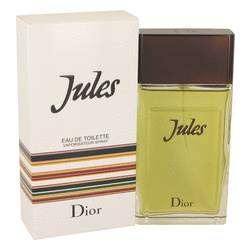 Jules
EAU DE TOILETTE
VAPORISATEUR SPRAY
Dior
Jules
Dior